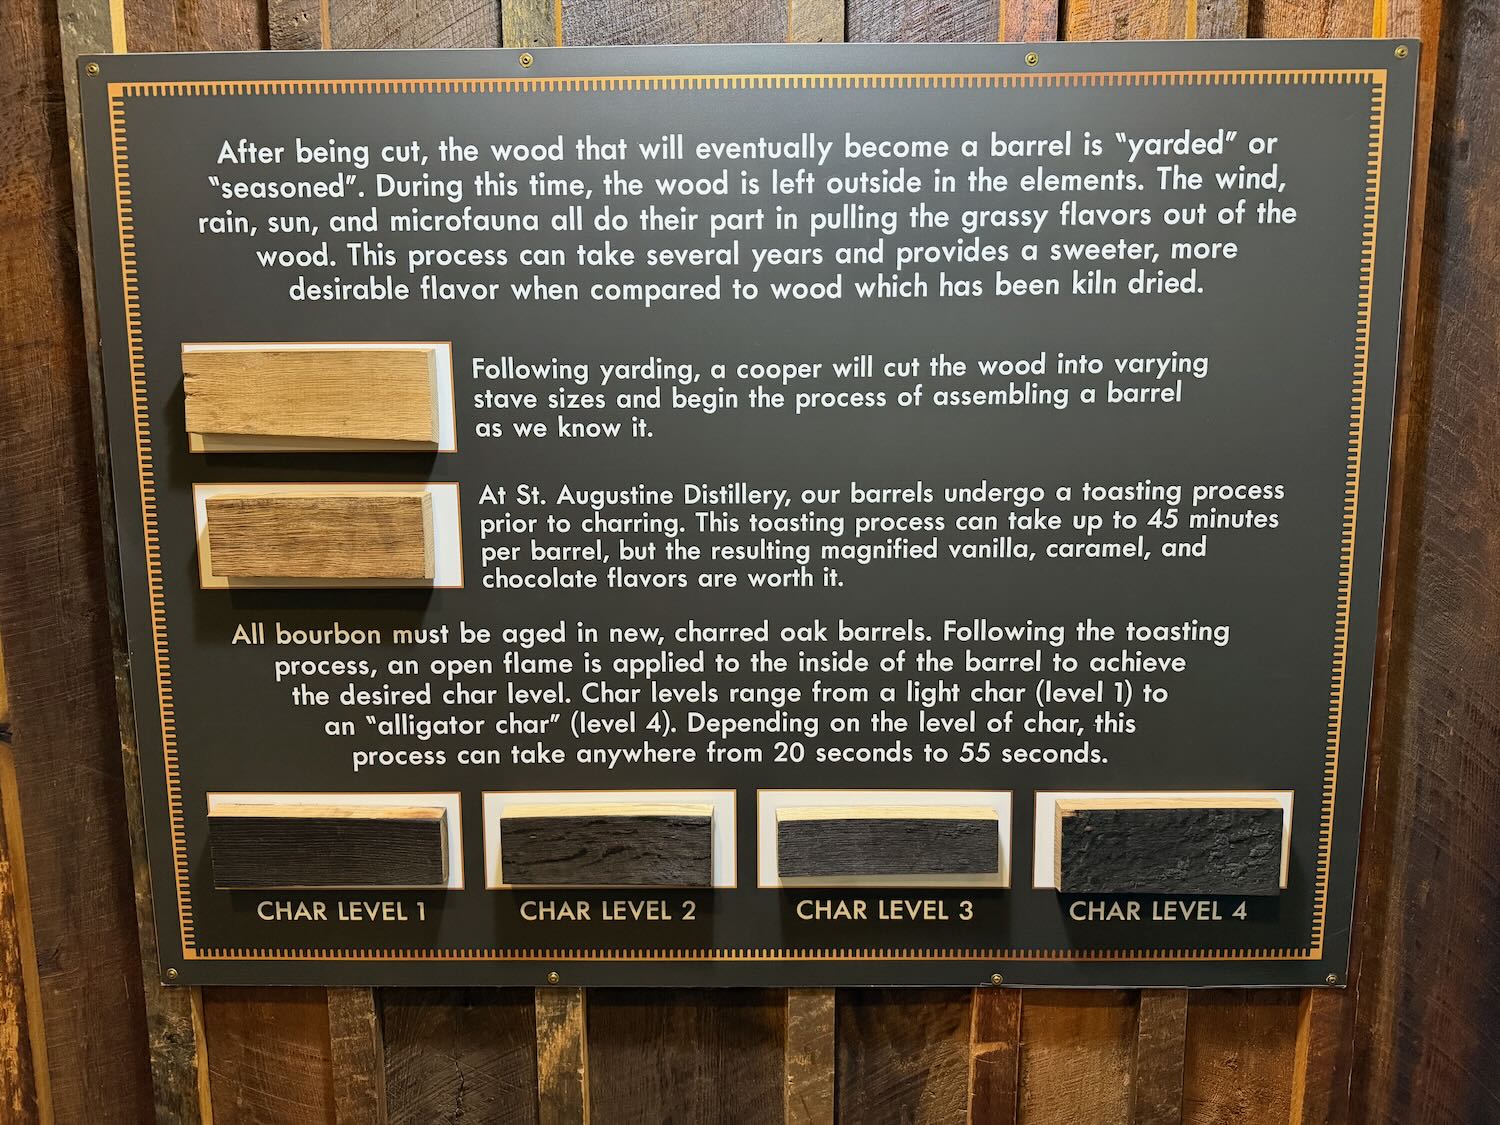 After being cut, the wood that will eventually become a barrel is “yarded” or
“seasoned”. During this time, the wood is left outside in the elements. The wind,
rain, sun, and microfauna all do their part in pulling the grassy flavors out of the
wood. This process can take several years and provides a sweeter, more
desirable flavor when compared to wood which has been kiln dried.
Following yarding, a cooper will cut the wood into varying
stave sizes and begin the process of assembling a barrel
as we know it.
At St. Augustine Distillery, our barrels undergo a toasting process
prior to charring. This toasting process can take up to 45 minutes
per barrel, but the resulting magnified vanilla, caramel, and
chocolate flavors are worth it.
All bourbon must be aged in new, charred oak barrels. Following the toasting
process, an open flame is applied to the inside of the barrel to achieve
the desired char level. Char levels range from a light char (level 1) to
an “alligator char” (level 4). Depending on the level of char, this
process can take anywhere from 20 seconds to 55 seconds.
CHAR LEVEL 1
CHAR LEVEL 2
CHAR LEVEL 3
CHAR LEVEL 4